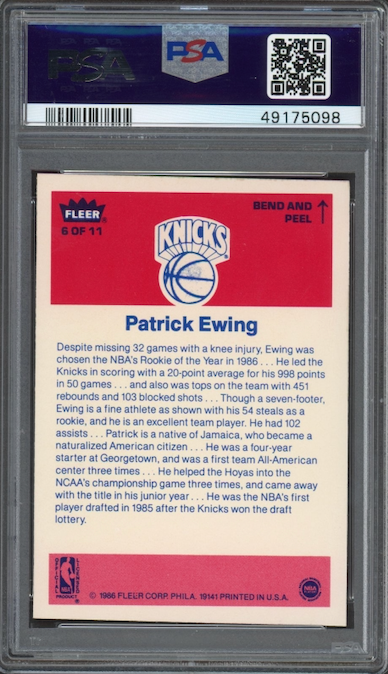 PSA
PSA
49175098
FLEER
6 OF 11
BEND AND
PEEL
KNICKS
Patrick Ewing
Despite missing 32 games with a knee injury, Ewing was
chosen the NBA's Rookie of the Year in 1986 . . . He led the
Knicks in scoring with a 20-point average for his 998 points
in 50 games . . . and also was tops on the team with 451
rebounds and 103 blocked shots . . . Though a seven-footer,
Ewing is a fine athlete as shown with his 54 steals as a
rookie, and he is an excellent team player. He had 102
assists . . . Patrick is a native of Jamaica, who became a
naturalized American citizen . . . He was a four-year
starter at Georgetown, and was a first team All-American
center three times . . . He helped the Hoyas into the
NCAA's championship game three times, and came away
with the title in his junior year . . . He was the NBA's first
player drafted in 1985 after the Knicks won the draft
lottery.
OFFICIAL
LICENSED
NBA
PRODUCT
© 1986 FLEER CORP. PHILA. 19141 PRINTED IN U.S.A.
NBA